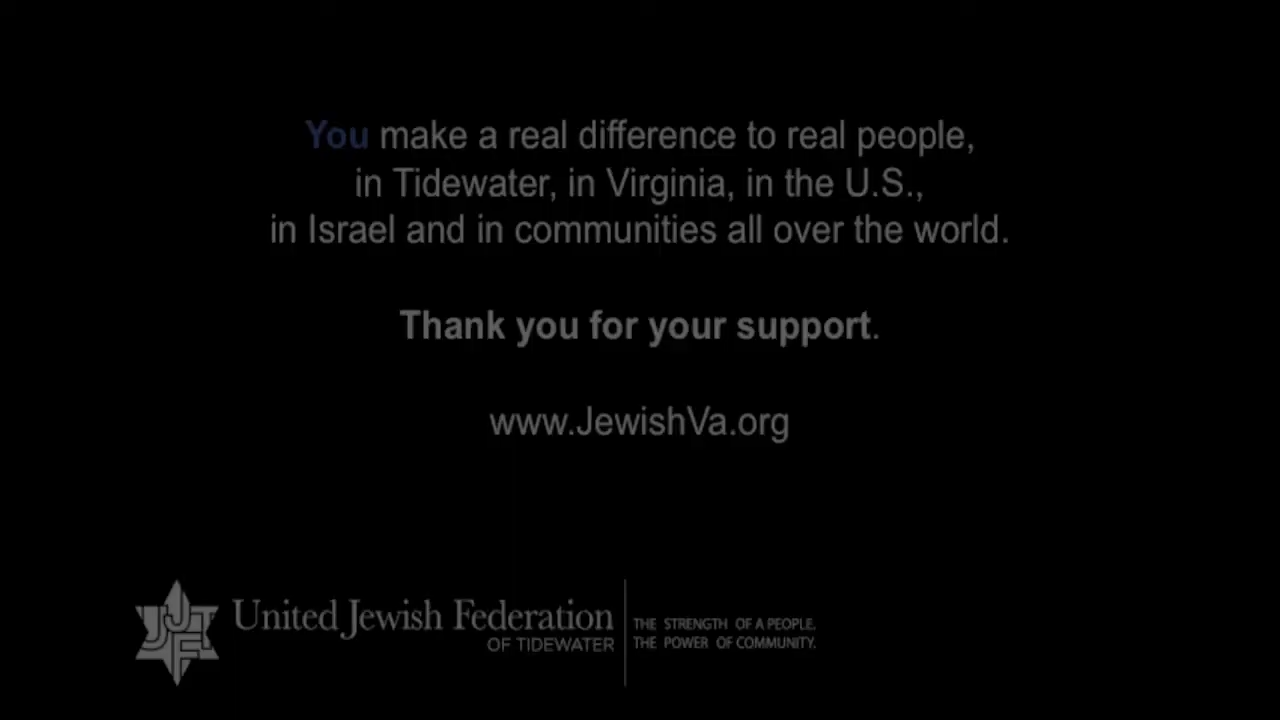 You make a real difference to real people,
in Tidewater, in Virginia, in the U.S.,
in Israel and in communities all over the world.
Thank you for your support.
www.JewishVa.org
UJFT
United Jewish Federation
OF TIDEWATER
THE STRENGTH OF A PEOPLE.
THE POWER OF COMMUNITY.